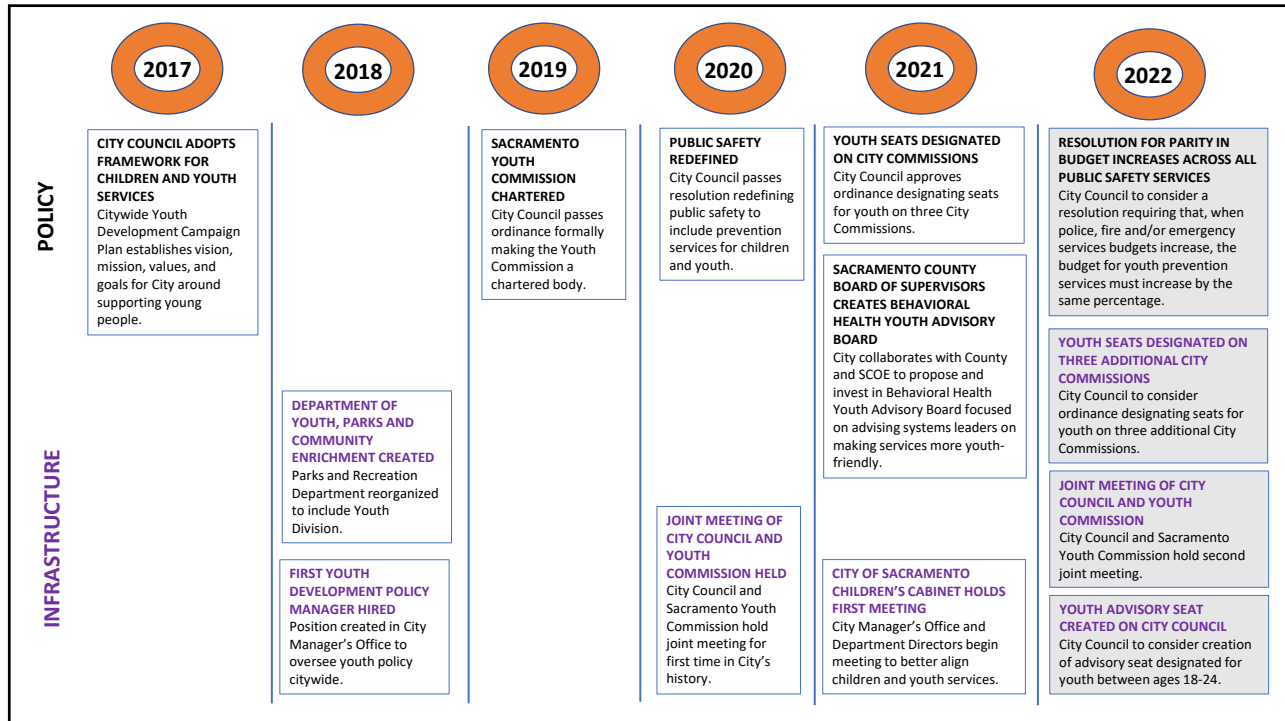 2017
2018
2019
2020
2021
2022
POLICY
CITY COUNCIL ADOPTS
FRAMEWORK FOR
CHILDREN AND YOUTH
SERVICES
Citywide Youth
Development Campaign
Plan establishes vision,
mission, values, and
goals for City around
supporting young
people.
SACRAMENTO
YOUTH
COMMISSION
CHARTERED
City Council passes
ordinance formally
making the Youth
Commission a
chartered body.
PUBLIC SAFETY
REDEFINED
City Council passes
resolution redefining
public safety to
include prevention
services for children
and youth.
YOUTH SEATS DESIGNATED
ON CITY COMMISSIONS
City Council approves
ordinance designating seats
for youth on three City
Commissions.
SACRAMENTO COUNTY
BOARD OF SUPERVISORS
CREATES BEHAVIORAL
HEALTH YOUTH ADVISORY
BOARD
City collaborates with County
and SCOE to propose and
invest in Behavioral Health
Youth Advisory Board focused
on advising systems leaders on
making services more youth-
friendly.
RESOLUTION FOR PARITY IN
BUDGET INCREASES ACROSS ALL
PUBLIC SAFETY SERVICES
City Council to consider a
resolution requiring that, when
police, fire and/or emergency
services budgets increase, the
budget for youth prevention
services must increase by the
same percentage.
INFRASTRUCTURE
DEPARTMENT OF
YOUTH, PARKS AND
COMMUNITY
ENRICHMENT CREATED
Parks and Recreation
Department reorganized
to include Youth
Division.
FIRST YOUTH
DEVELOPMENT POLICY
MANAGER HIRED
Position created in City
Manager’s Office to
oversee youth policy
citywide.
JOINT MEETING OF
CITY COUNCIL AND
YOUTH
COMMISSION HELD
City Council and
Sacramento Youth
Commission hold
joint meeting for
first time in City’s
history.
CITY OF SACRAMENTO
CHILDREN’S CABINET HOLDS
FIRST MEETING
City Manager’s Office and
Department Directors begin
meeting to better align
children and youth services.
YOUTH SEATS DESIGNATED ON
THREE ADDITIONAL CITY
COMMISSIONS
City Council to consider
ordinance designating seats for
youth on three additional City
Commissions.
JOINT MEETING OF CITY
COUNCIL AND YOUTH
COMMISSION
City Council and Sacramento
Youth Commission hold second
joint meeting.
YOUTH ADVISORY SEAT
CREATED ON CITY COUNCIL
City Council to consider creation
of advisory seat designated for
youth between ages 18-24.